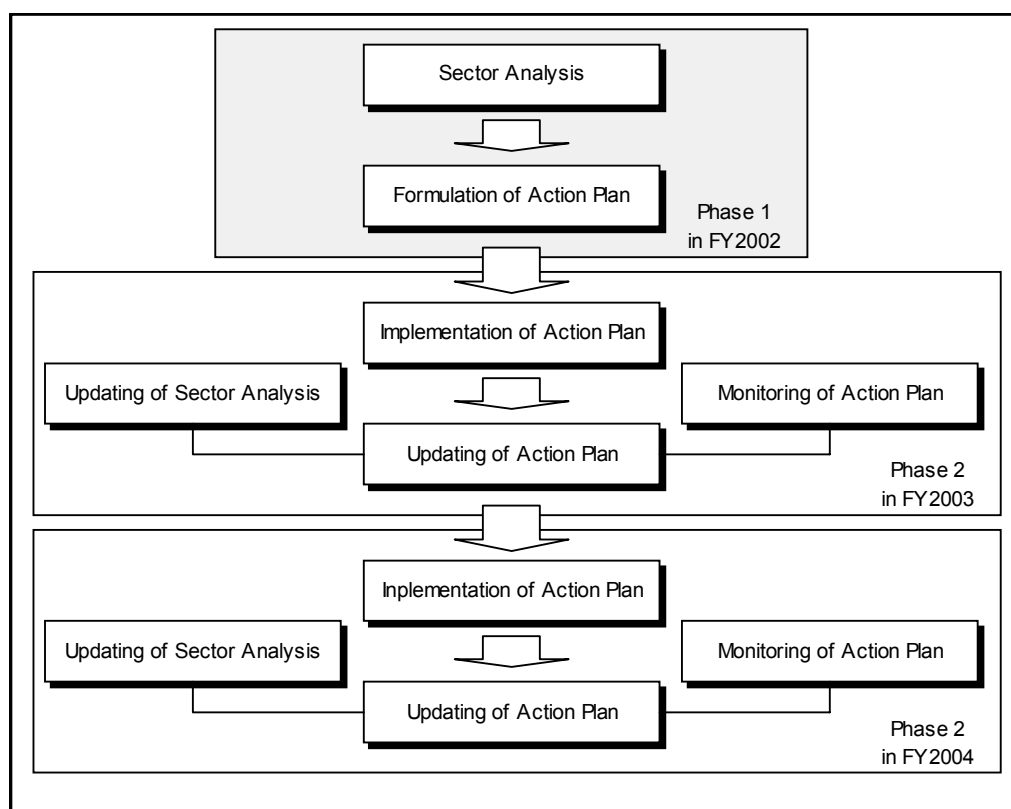 Sector Analysis
Formulation of Action Plan
Phase 1
in FY2002
Implementation of Action Plan
Updating of Sector Analysis
Monitoring of Action Plan
Updating of Action Plan
Phase 2
in FY2003
Inplementation of Action Plan
Updating of Sector Analysis
Monitoring of Action Plan
Updating of Action Plan
Phase 2
in FY2004